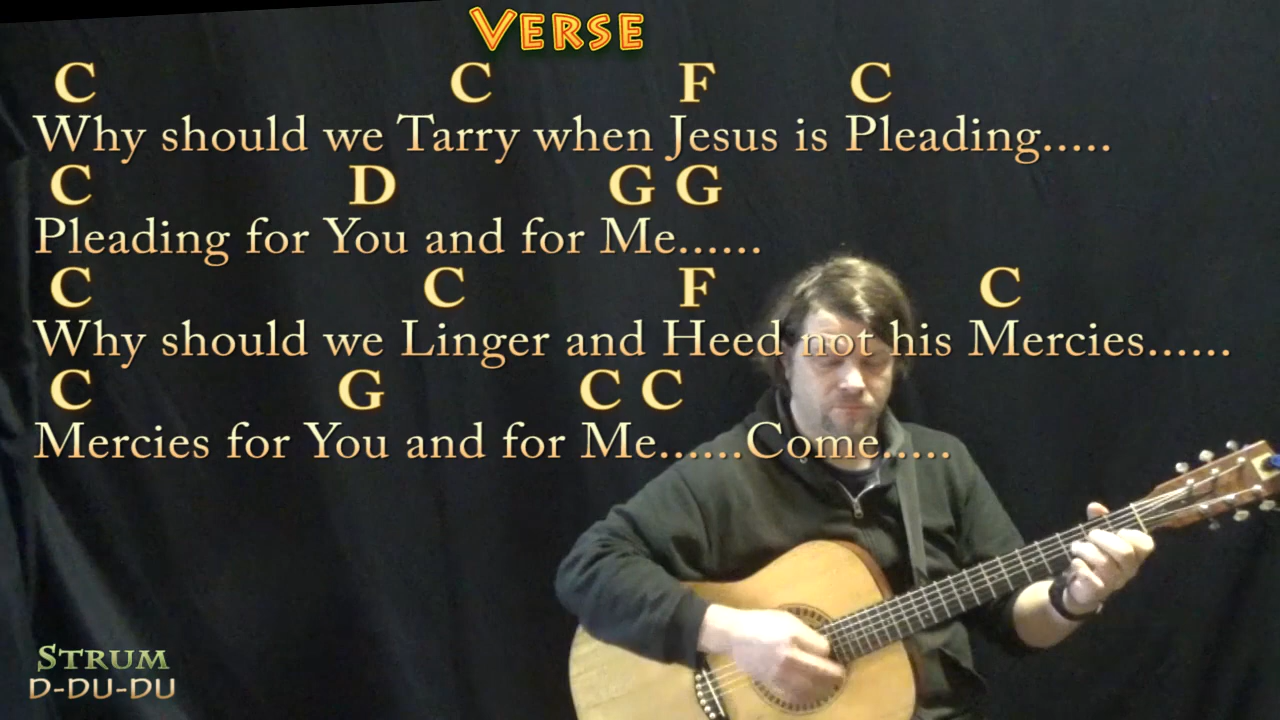 VERSE
C C F C
Why should we Tarry when Jesus is Pleading.....
C D G G
Pleading for You and for Me......
C C F C
Why should we Linger and Heed not his Mercies......
C G C C
Mercies for You and for Me......Come.....
STRUM
D-DU-DU